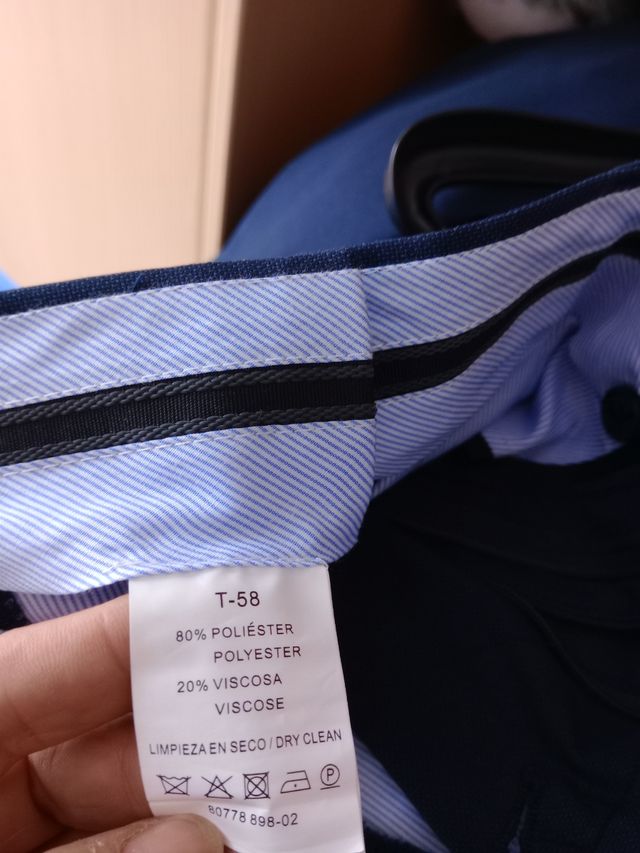 T-58
80% POLIÉSTER
POLYESTER
20% VISCOSA
VISCOSE
LIMPIEZA EN SECO / DRY CLEAN
P
80778 898-02